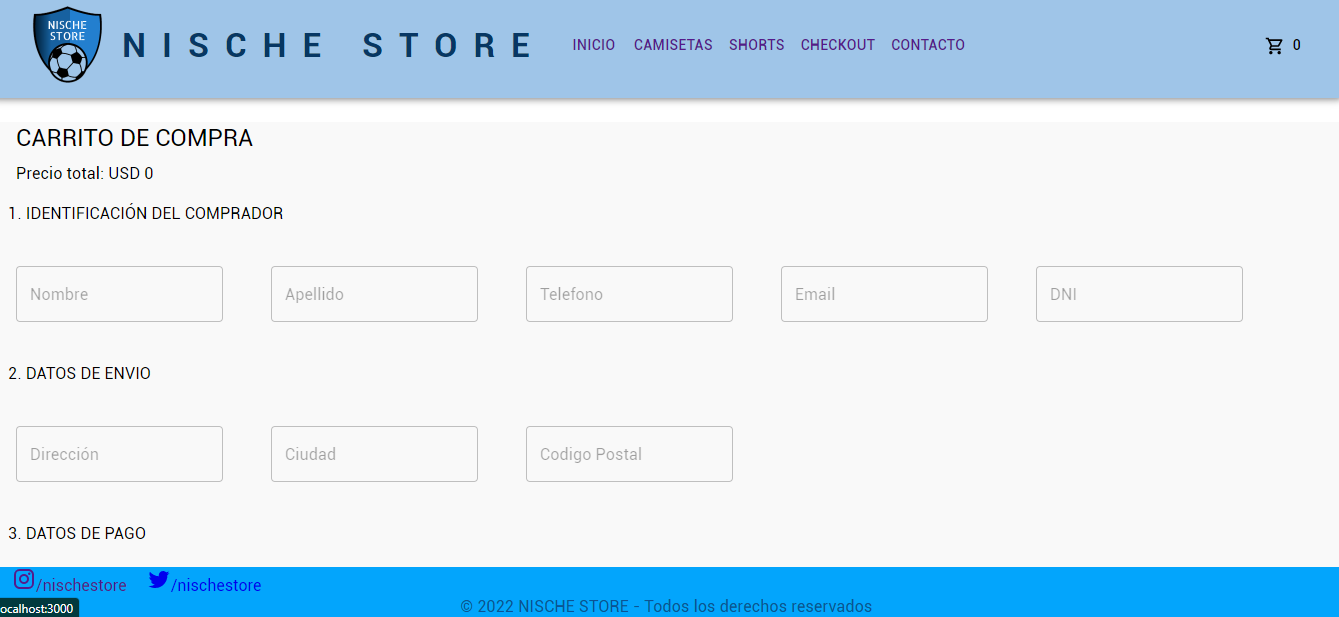 NISCHE
STORE
NISCHE STORE
INICIO CAMISETAS SHORTS CHECKOUT CONTACTO
0
CARRITO DE COMPRA
Precio total: USD 0
1. IDENTIFICACIÓN DEL COMPRADOR
Nombre Apellido Telefono Email DNI
2. DATOS DE ENVIO
Dirección Ciudad Codigo Postal
3. DATOS DE PAGO
/nischestore /nischestore
ocalhost:3000
© 2022 NISCHE STORE - Todos los derechos reservados